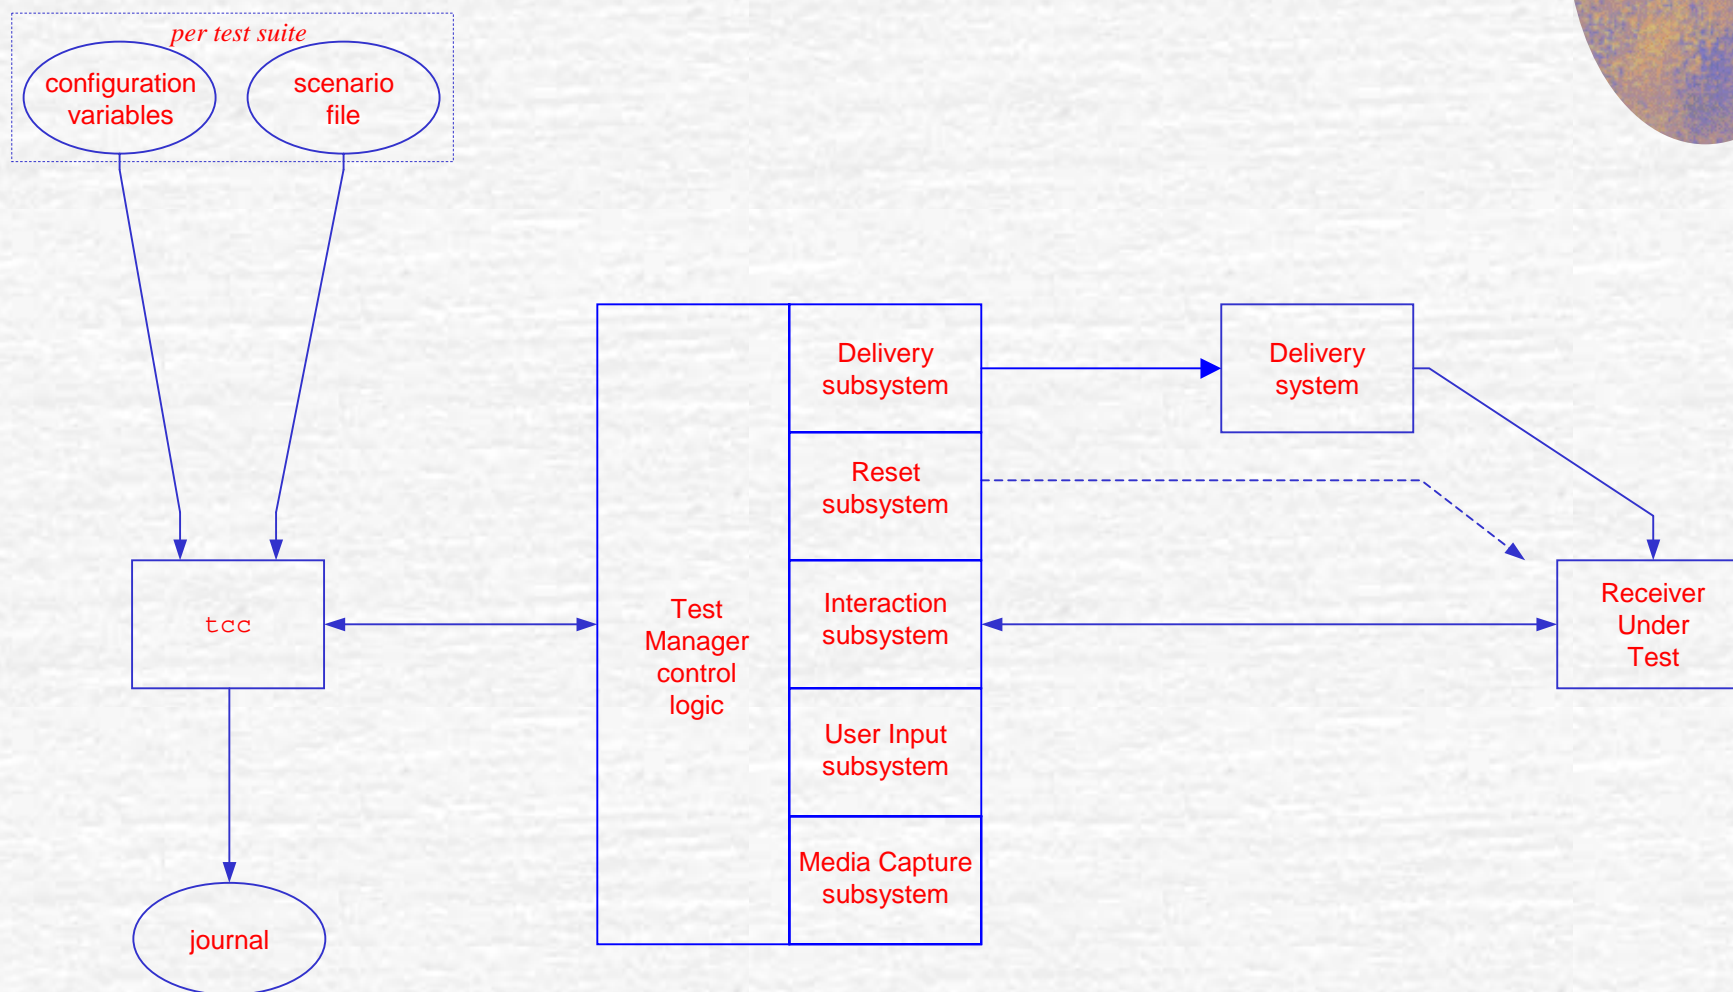 per test suite
configuration
variables
scenario
file
Delivery
subsystem
Delivery
system
Reset
subsystem
Test
Manager
control
logic
Interaction
subsystem
tcc
Receiver
Under
Test
User Input
subsystem
Media Capture
subsystem
journal